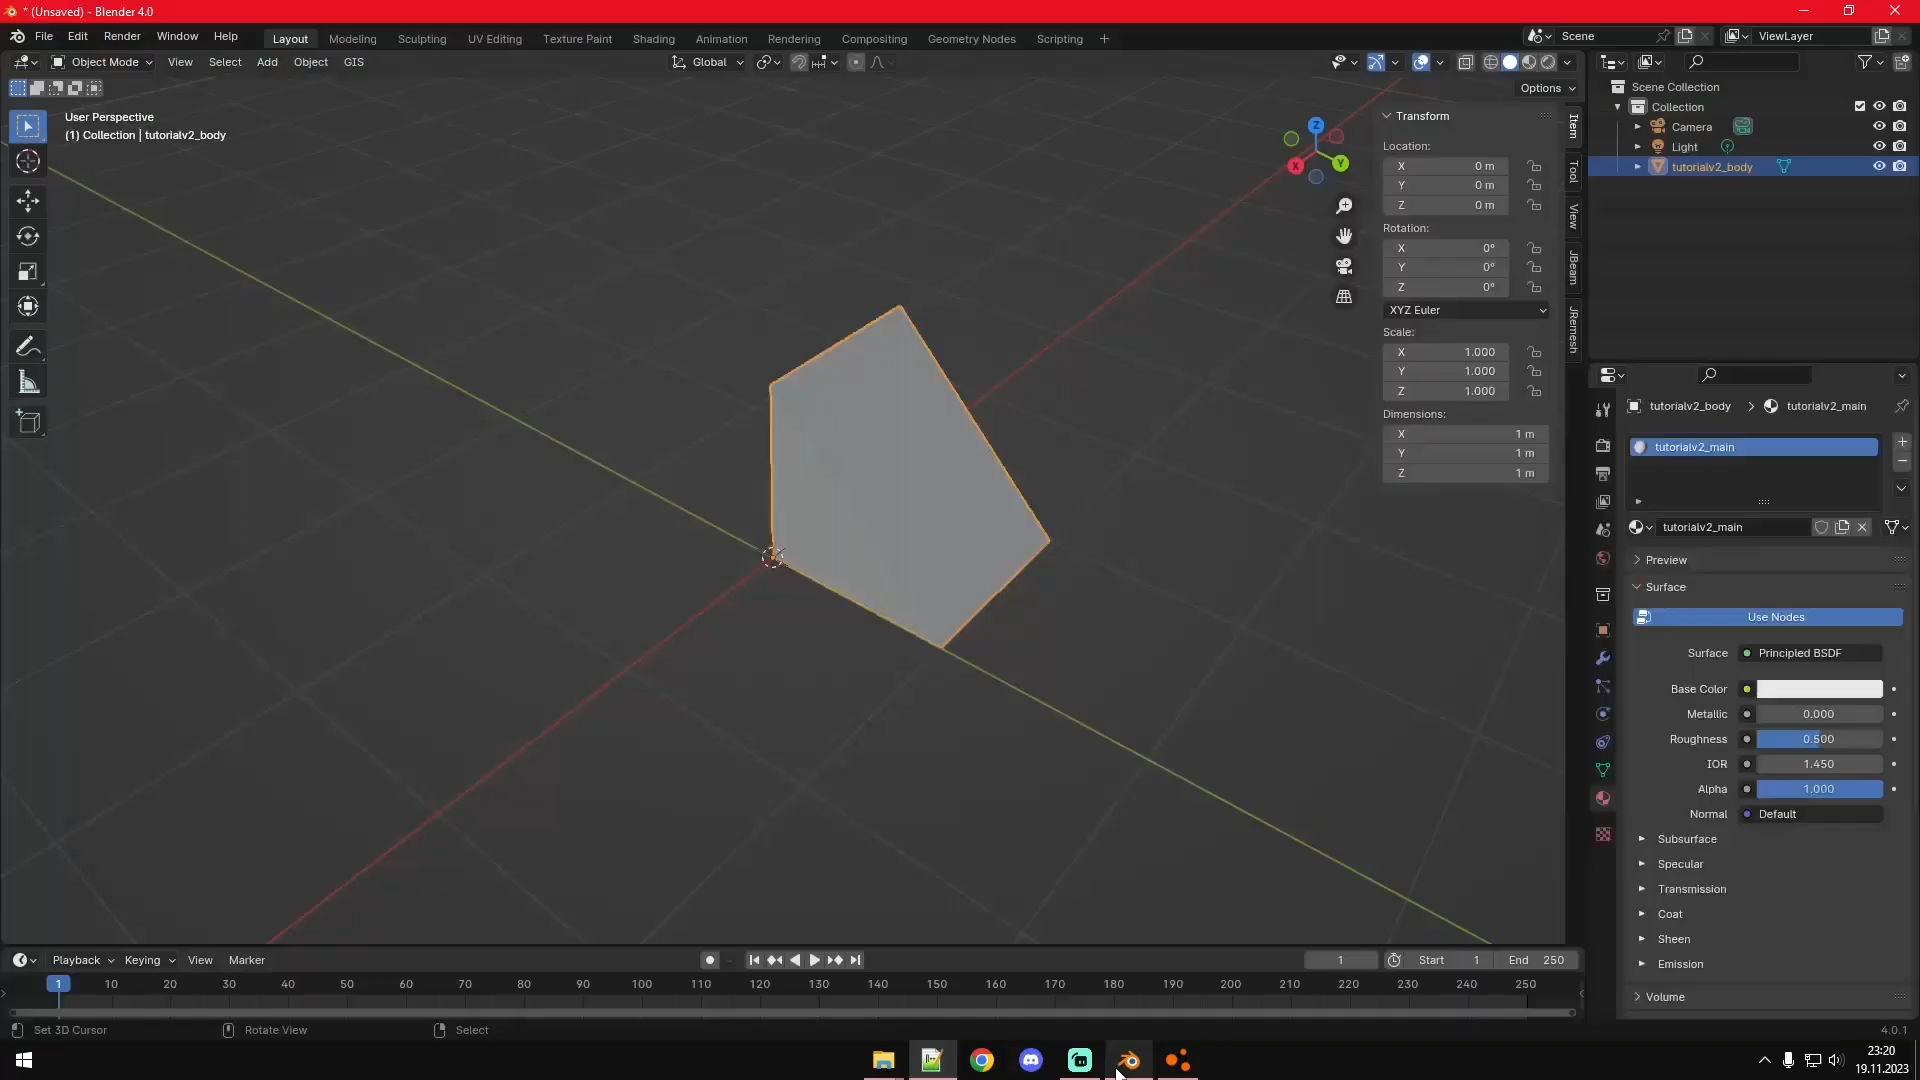 * (Unsaved) - Blender 4.0
File Edit Render Window Help
Layout Modeling Sculpting UV Editing Texture Paint Shading Animation Rendering Compositing Geometry Nodes Scripting +
Scene
ViewLayer
Object Mode View Select Add Object GIS
Global
Options
User Perspective
(1) Collection | tutorialv2_body
Z
X
Y
Transform
Location:
X 0 m
Y 0 m
Z 0 m
Rotation:
X 0°
Y 0°
Z 0°
XYZ Euler
Scale:
X 1.000
Y 1.000
Z 1.000
Dimensions:
X 1 m
Y 1 m
Z 1 m
Item
Tool
View
JBeam
JRemesh
Scene Collection
Collection
Camera
Light
tutorialv2_body
tutorialv2_body > tutorialv2_main
tutorialv2_main
tutorialv2_main
Preview
Surface
Use Nodes
Surface Principled BSDF
Base Color
Metallic 0.000
Roughness 0.500
IOR 1.450
Alpha 1.000
Normal Default
Subsurface
Specular
Transmission
Coat
Sheen
Emission
Volume
Playback Keying View Marker
1 Start 1 End 250
1 10 20 30 40 50 60 70 80 90 100 110 120 130 140 150 160 170 180 190 200 210 220 230 240 250
Set 3D Cursor Rotate View Select
4.0.1
23:20
19.11.2023